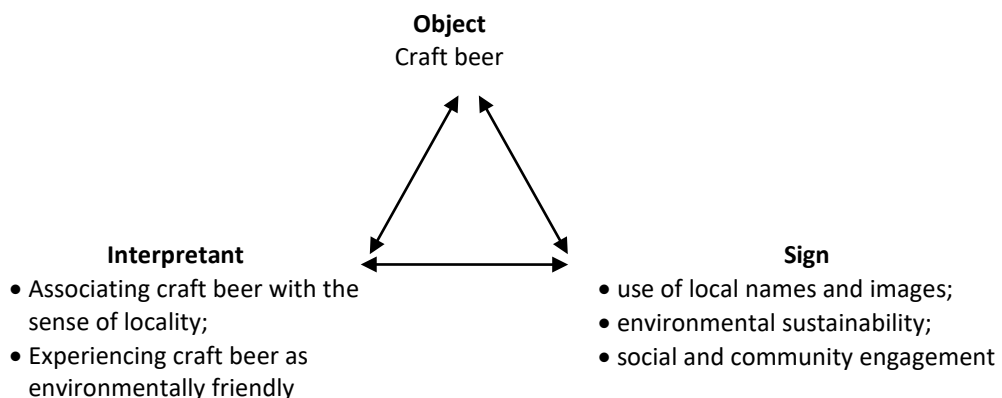 Object
Craft beer
Interpretant
• Associating craft beer with the
sense of locality;
• Experiencing craft beer as
environmentally friendly
Sign
• use of local names and images;
• environmental sustainability;
• social and community engagement